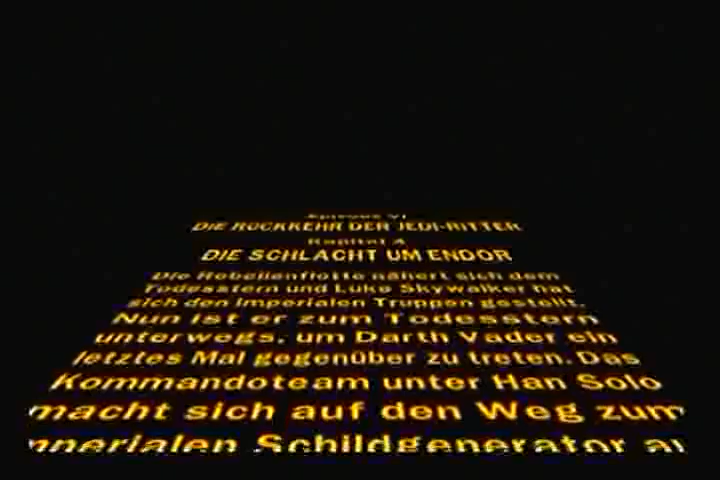 Episode VI
DIE RÜCKKEHR DER JEDI-RITTER
Kapitel 4
DIE SCHLACHT UM ENDOR
Die Rebellenflotte nähert sich dem
Todesstern und Luke Skywalker hat
sich den Imperialen Truppen gestellt.
Nun ist er zum Todesstern
unterwegs, um Darth Vader ein
letztes Mal gegenüber zu treten. Das
Kommandoteam unter Han Solo
macht sich auf den Weg zum
Schildgenerator